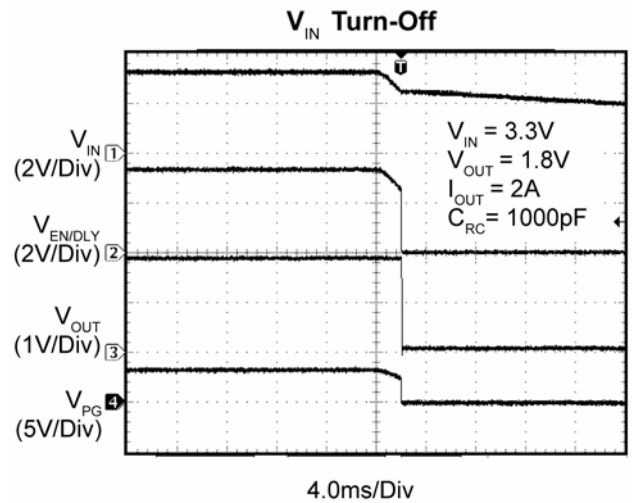 V_IN Turn-Off
T
V_IN 1
(2V/Div)
V_IN = 3.3V
V_OUT = 1.8V
I_OUT = 2A
C_RC= 1000pF
V_EN/DLY
(2V/Div) 2
V_OUT
(1V/Div) 3
V_PG 4
(5V/Div)
4.0ms/Div